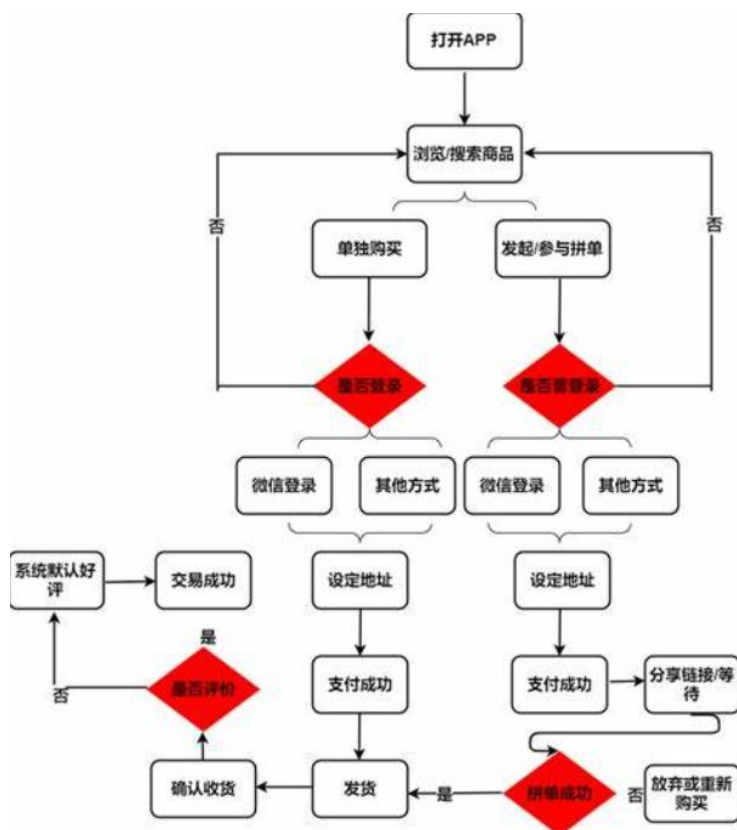 打开APP
浏览/搜索商品
否
否
单独购买
发起/参与拼单
是否登录
是否需登录
微信登录
其他方式
微信登录
其他方式
系统默认好
评
交易成功
设定地址
设定地址
是
否
是否评价
支付成功
支付成功
分享链接/等
待
确认收货
发货
是
拼单成功
否
放弃或重新
购买